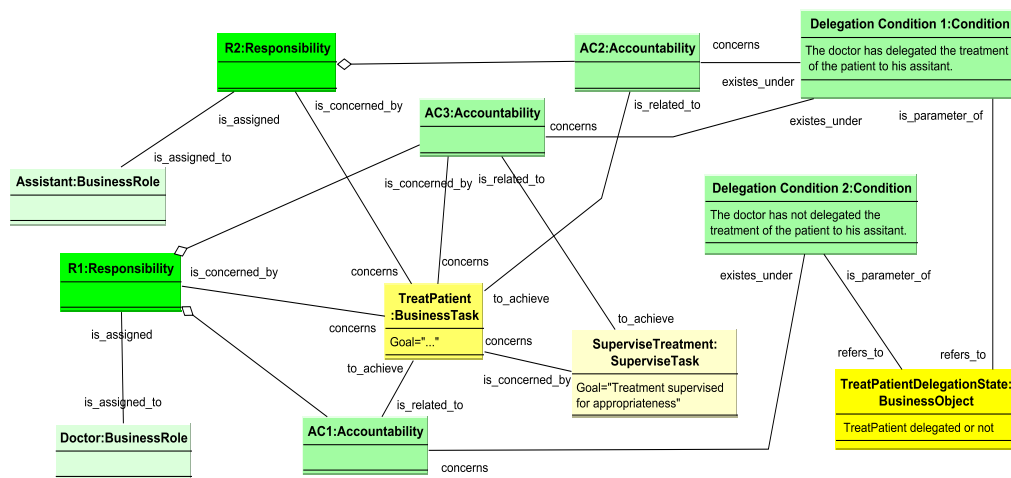 R2:Responsibility
AC2:Accountability
concerns
Delegation Condition 1:Condition
The doctor has delegated the treatment
of the patient to his assitant.
existes_under
is_assigned
is_concerned_by
AC3:Accountability
concerns
is_related_to
existes_under
is_parameter_of
is_assigned_to
Assistant:BusinessRole
is_concerned_by
is_related_to
Delegation Condition 2:Condition
The doctor has not delegated the
treatment of the patient to his assitant.
R1:Responsibility
is_concerned_by
concerns
concerns
existes_under
is_parameter_of
TreatPatient
:BusinessTask
Goal="..."
to_achieve
to_achieve
is_assigned
concerns
concerns
SuperviseTreatment:
SuperviseTask
Goal="Treatment supervised
for appropriateness"
refers_to
refers_to
to_achieve
is_concerned_by
TreatPatientDelegationState:
BusinessObject
TreatPatient delegated or not
is_assigned_to
is_related_to
Doctor:BusinessRole
AC1:Accountability
concerns